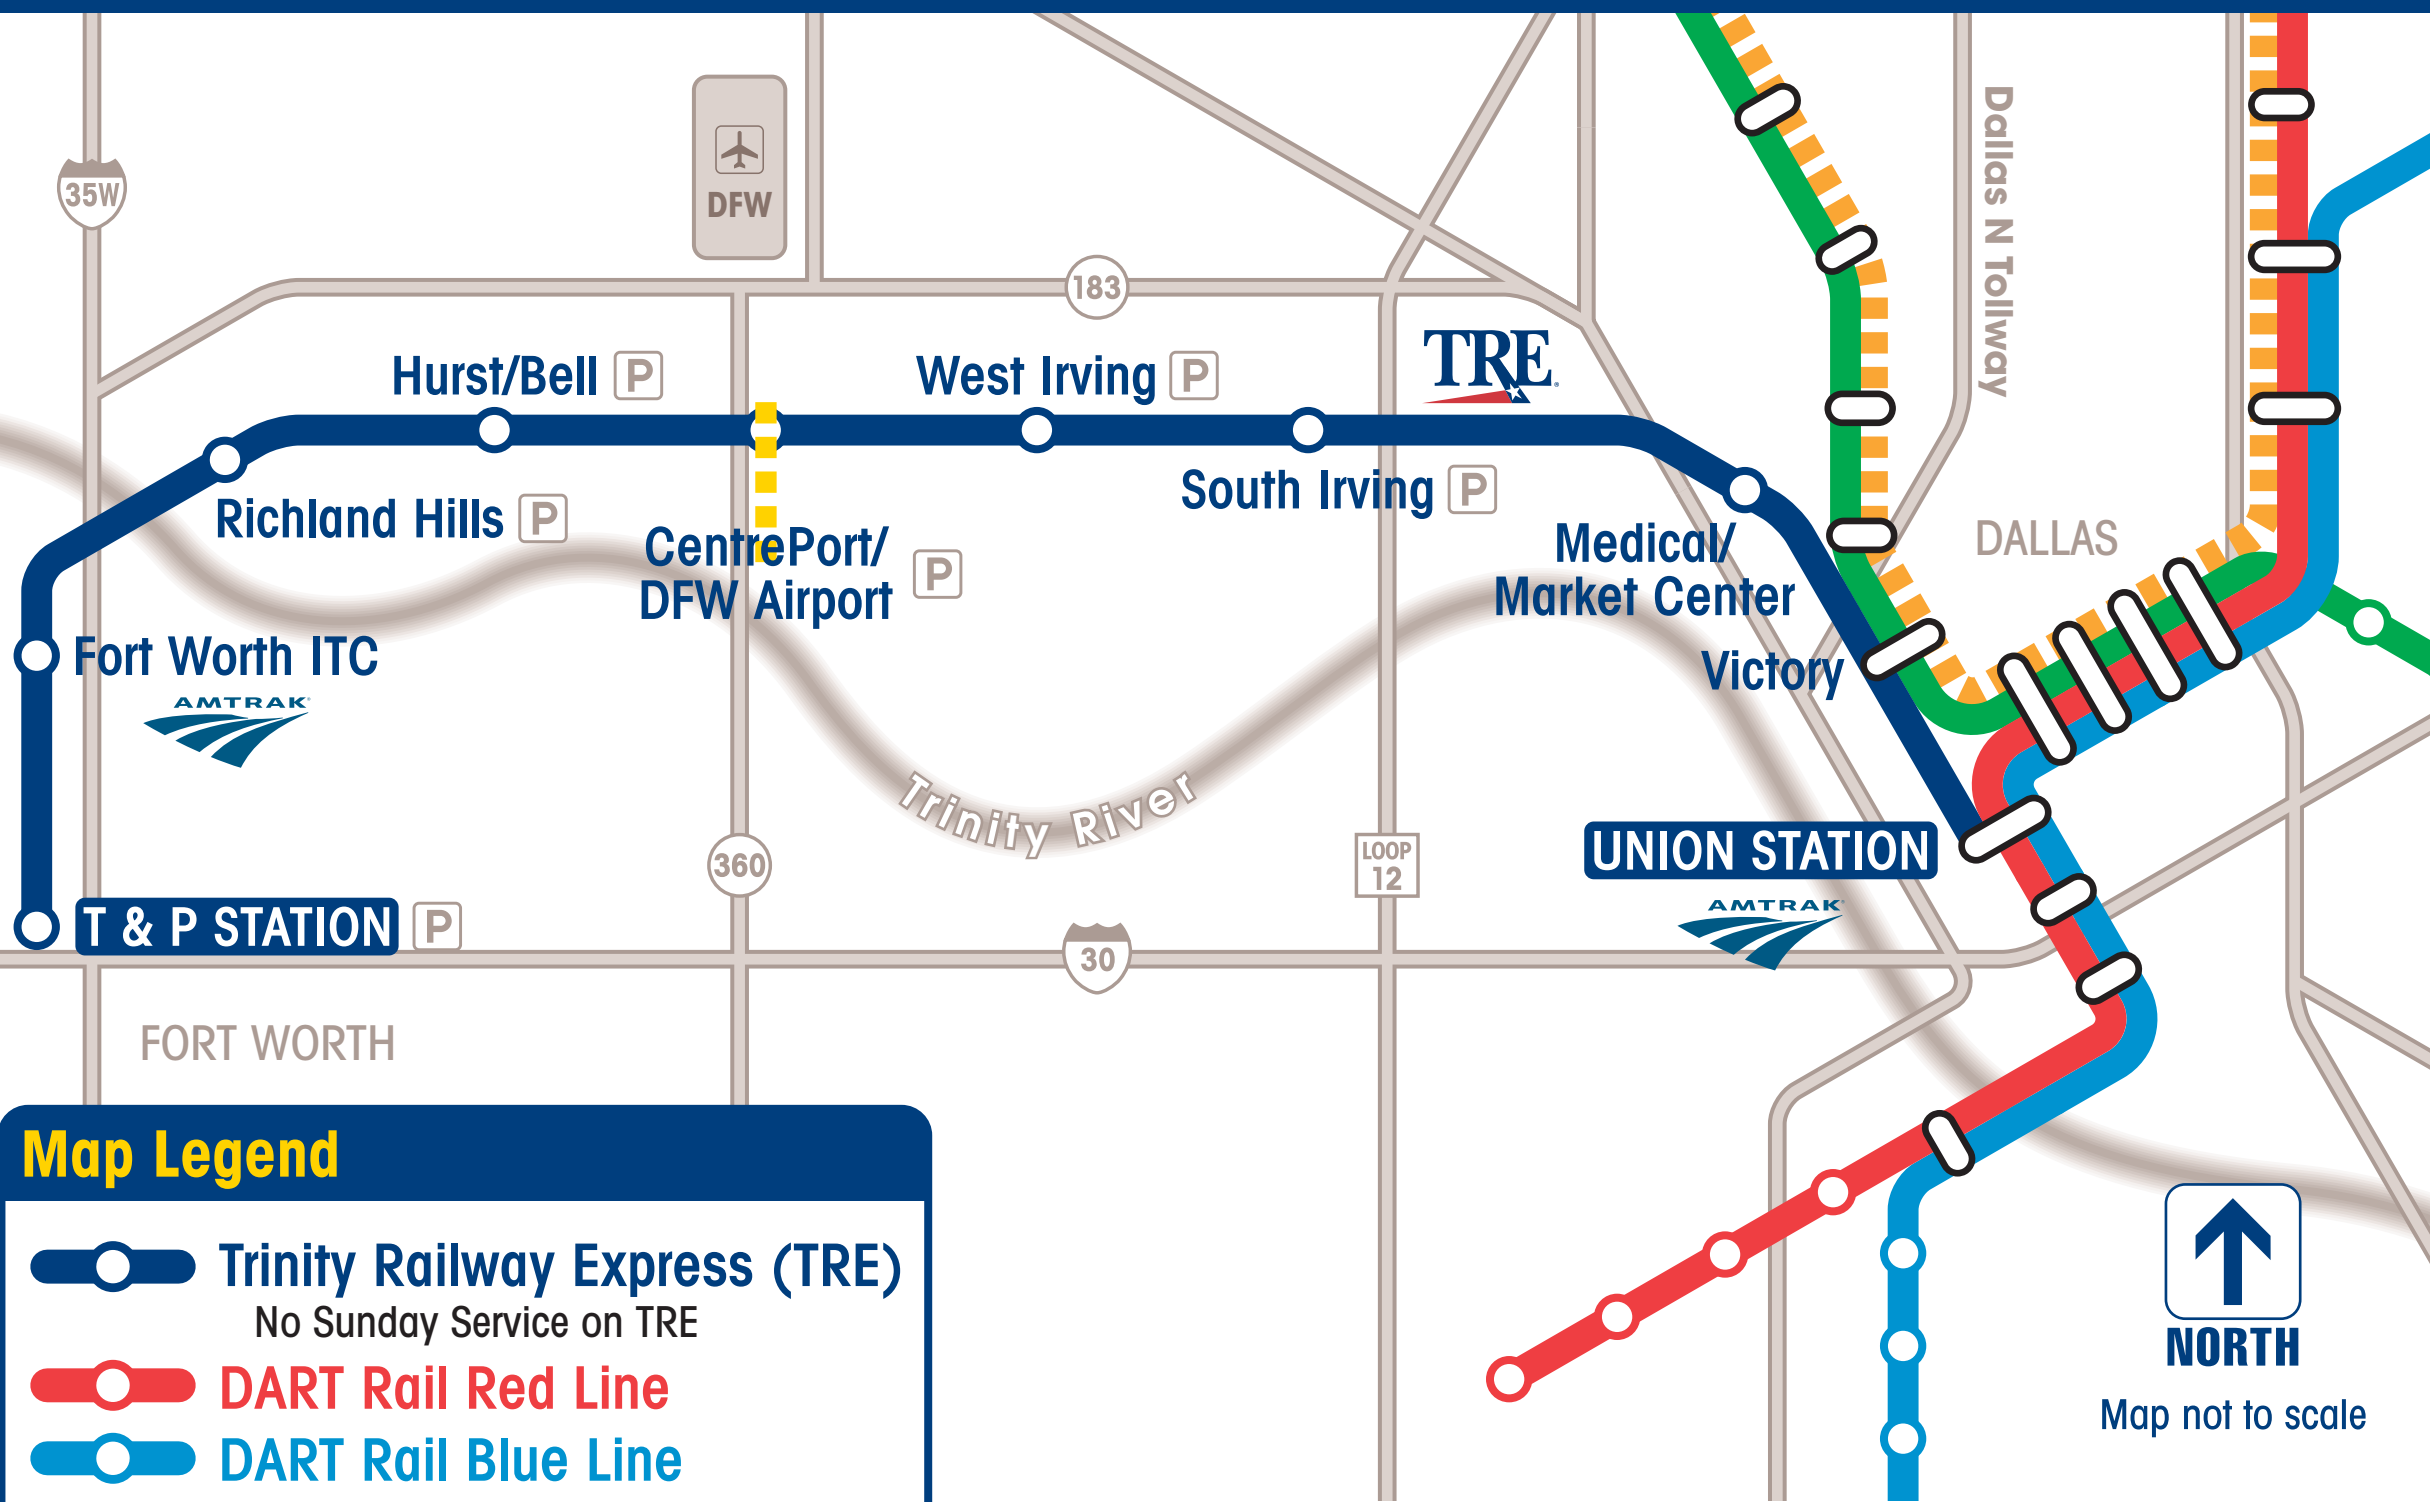 Dallas N Tollway
35W
DFW
183
TRE
Hurst/Bell P
West Irving P
Richland Hills P
South Irving P
CentrePort/
DFW Airport P
Medical/
Market Center
DALLAS
Fort Worth ITC
AMTRAK
Victory
Trinity River
360
LOOP
12
UNION STATION
AMTRAK
T & P STATION P
30
FORT WORTH
Map Legend
Trinity Railway Express (TRE)
No Sunday Service on TRE
DART Rail Red Line
DART Rail Blue Line
NORTH
Map not to scale